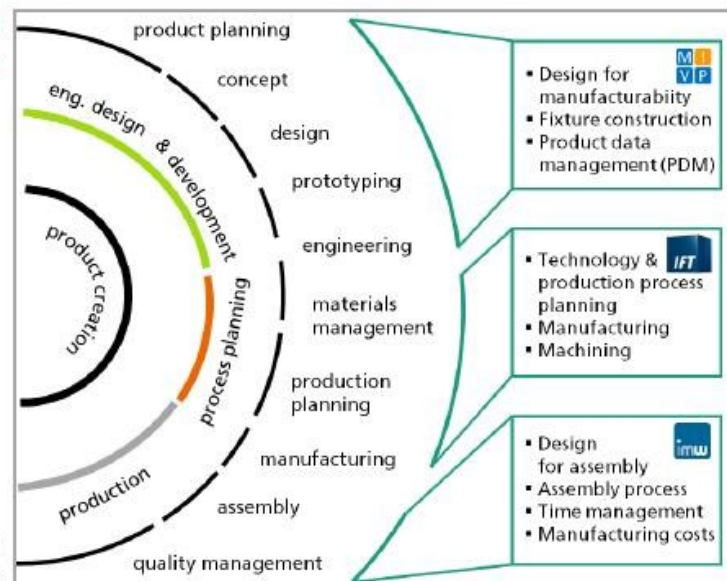 product planning
concept
design
prototyping
engineering
materials
management
production
planning
manufacturing
assembly
quality management
eng. design & development
process planning
production
product creation
M I
V P
▪ Design for
manufacturabiity
▪ Fixture construction
▪ Product data
management (PDM)
IFT
▪ Technology &
production process
planning
▪ Manufacturing
▪ Machining
imw
▪ Design
for assembly
▪ Assembly process
▪ Time management
▪ Manufacturing costs